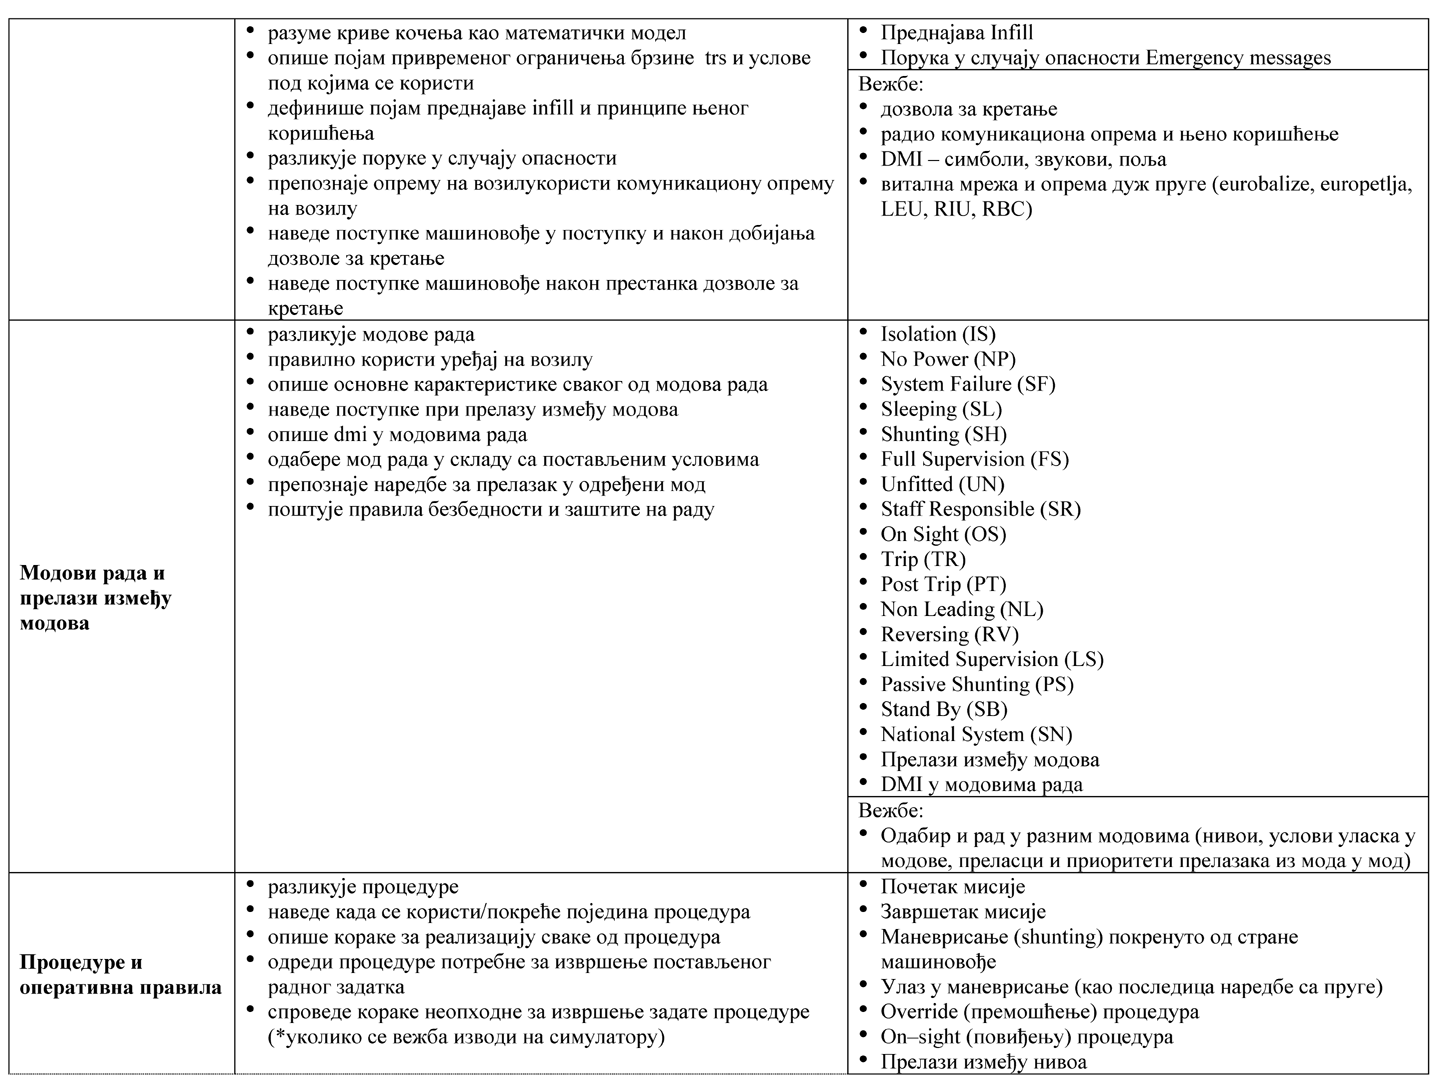 • разуме криве кочења као математички модел
• опише појам привременог ограничења брзине trs и услове
под којима се користи
• дефинише појам преднајаве infill и принципе њеног
коришћења
• разликује поруке у случају опасности
• препознаје опрему на возилукористи комуникациону опрему
на возилу
• наведе поступке машиновође у поступку и након добијања
дозволе за кретање
• наведе поступке машиновође након престанка дозволе за
кретање
• Преднајава Infill
• Порука у случају опасности Emergency messages
Вежбе:
• дозвола за кретање
• радио комуникациона опрема и њено коришћење
• DMI – симболи, звукови, поља
• витална мрежа и опрема дуж пруге (eurobalize, europetlja,
LEU, RIU, RBC)
Модови рада и
прелази између
модова
• разликује модове рада
• правилно користи уређај на возилу
• опише основне карактеристике сваког од модова рада
• наведе поступке при прелазу између модова
• опише dmi у модовима рада
• одабере мод рада у складу са постављеним условима
• препознаје наредбе за прелазак у одређени мод
• поштује правила безбедности и заштите на раду
• Isolation (IS)
• No Power (NP)
• System Failure (SF)
• Sleeping (SL)
• Shunting (SH)
• Full Supervision (FS)
• Unfitted (UN)
• Staff Responsible (SR)
• On Sight (OS)
• Trip (TR)
• Post Trip (PT)
• Non Leading (NL)
• Reversing (RV)
• Limited Supervision (LS)
• Passive Shunting (PS)
• Stand By (SB)
• National System (SN)
• Прелази између модова
• DMI у модовима рада
Вежбе:
• Одабир и рад у разним модовима (нивои, услови уласка у
модове, преласци и приоритети прелазака из мода у мод)
Процедуре и
оперативна правила
• разликује процедуре
• наведе када се користи/покреће поједина процедура
• опише кораке за реализацију сваке од процедура
• одреди процедуре потребне за извршење постављеног
радног задатка
• спроведе кораке неопходне за извршење задате процедуре
(*уколико се вежба изводи на симулатору)
• Почетак мисије
• Завршетак мисије
• Маневрисање (shunting) покренуто од стране
машиновође
• Улаз у маневрисање (као последица наредбе са пруге)
• Override (премошћење) процедура
• On–sight (повиђењу) процедура
• Прелази између нивоа